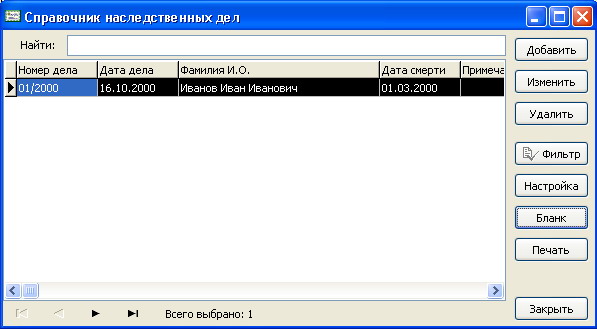 Справочник наследственных дел
Найти:
Добавить
Номер дела Дата дела Фамилия И.О. Дата смерти Примеча
01/2000 16.10.2000 Иванов Иван Иванович 01.03.2000
Изменить
Удалить
Фильтр
Настройка
Бланк
Печать
Закрыть
Всего выбрано: 1